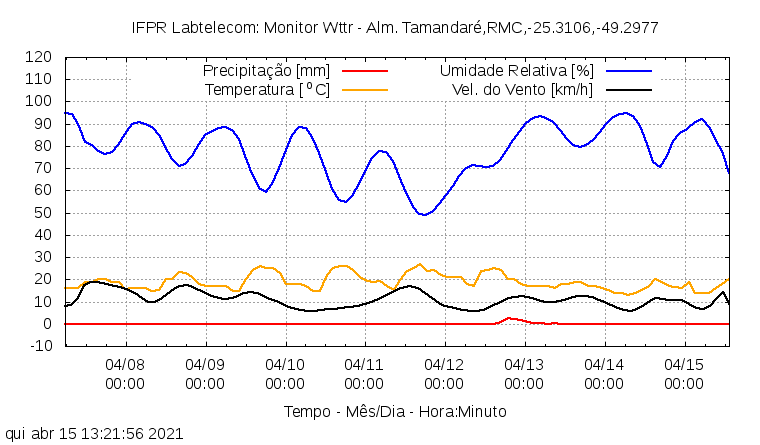 IFPR Labtelecom: Monitor Wttr - Alm. Tamandaré,RMC,-25.3106,-49.2977
120
110
100
90
80
70
60
50
40
30
20
10
0
-10
Precipitação [mm]
Temperatura [⁰C]
Umidade Relativa [%]
Vel. do Vento [km/h]
04/08 04/09 04/10 04/11 04/12 04/13 04/14 04/15
00:00 00:00 00:00 00:00 00:00 00:00 00:00 00:00
Tempo - Mês/Dia - Hora:Minuto
qui abr 15 13:21:56 2021